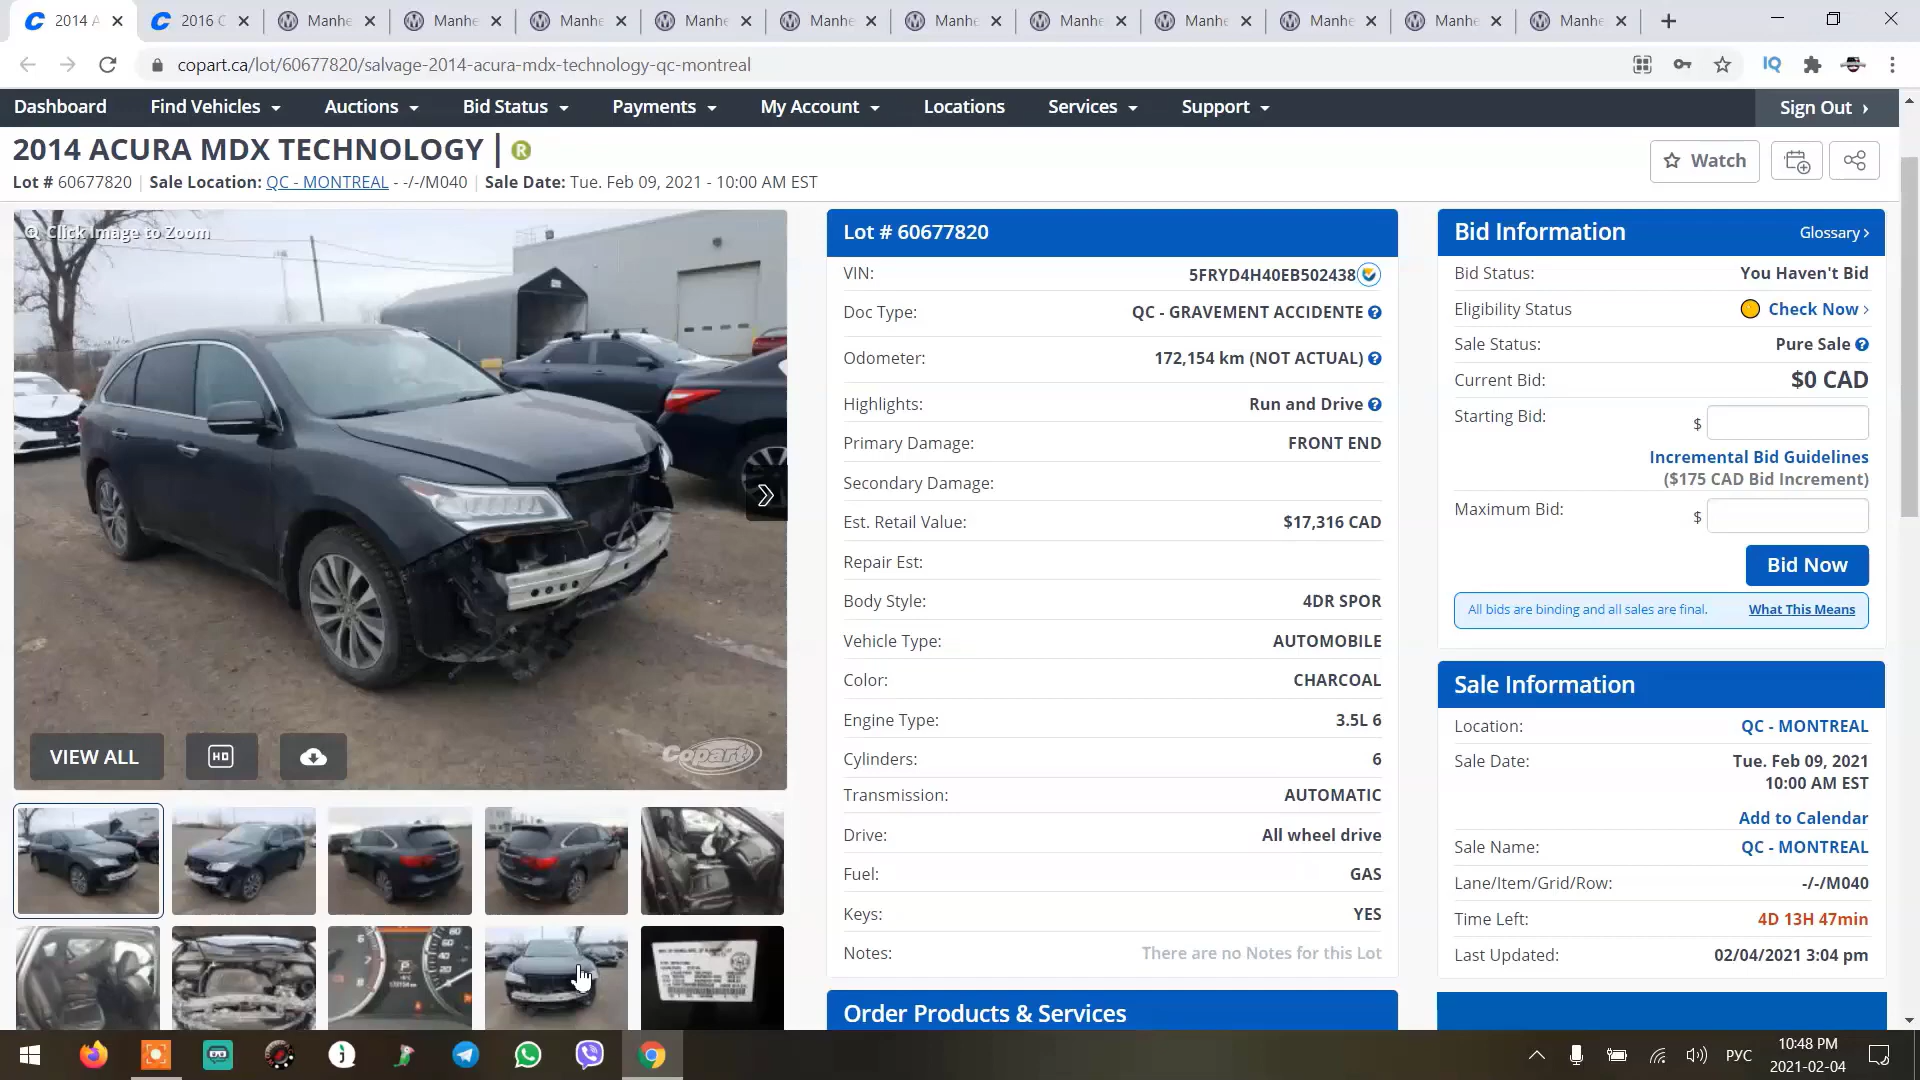 2014 A
2016 C
Manhe
Manhe
Manhe
Manhe
Manhe
Manhe
Manhe
Manhe
Manhe
Manhe
Manhe
copart.ca/lot/60677820/salvage-2014-acura-mdx-technology-qc-montreal
IQ
Dashboard
Find Vehicles
Auctions
Bid Status
Payments
My Account
Locations
Services
Support
Sign Out ›
2014 ACURA MDX TECHNOLOGY | R
Watch
Lot # 60677820 | Sale Location: QC - MONTREAL - -/-/M040 | Sale Date: Tue. Feb 09, 2021 - 10:00 AM EST
Click Image to Zoom
VIEW ALL
HD
Copart
Lot # 60677820
VIN: 5FRYD4H40EB502438
Doc Type: QC - GRAVEMENT ACCIDENTE ?
Odometer: 172,154 km (NOT ACTUAL) ?
Highlights: Run and Drive ?
Primary Damage: FRONT END
Secondary Damage:
Est. Retail Value: $17,316 CAD
Repair Est:
Body Style: 4DR SPOR
Vehicle Type: AUTOMOBILE
Color: CHARCOAL
Engine Type: 3.5L 6
Cylinders: 6
Transmission: AUTOMATIC
Drive: All wheel drive
Fuel: GAS
Keys: YES
Notes: There are no Notes for this Lot
Order Products & Services
Bid Information Glossary ›
Bid Status: You Haven't Bid
Eligibility Status Check Now ›
Sale Status: Pure Sale ?
Current Bid: $0 CAD
Starting Bid: $
Incremental Bid Guidelines
($175 CAD Bid Increment)
Maximum Bid: $
Bid Now
All bids are binding and all sales are final. What This Means
Sale Information
Location: QC - MONTREAL
Sale Date: Tue. Feb 09, 2021
10:00 AM EST
Add to Calendar
Sale Name: QC - MONTREAL
Lane/Item/Grid/Row: -/-/M040
Time Left: 4D 13H 47min
Last Updated: 02/04/2021 3:04 pm
РУС
10:48 PM
2021-02-04